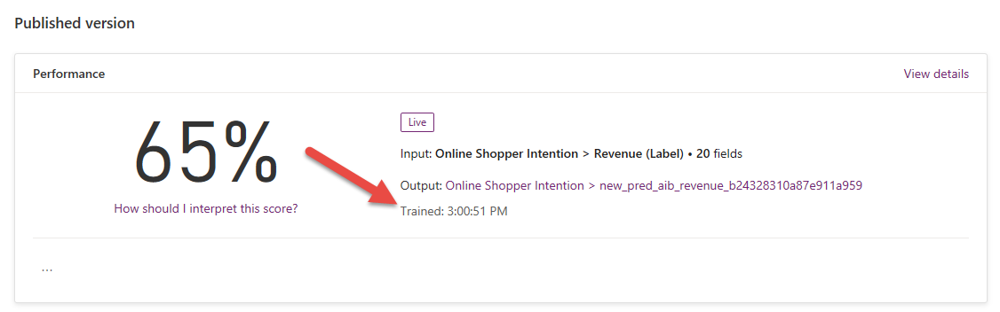 Published version
Performance
View details
65%
How should I interpret this score?
Live
Input: Online Shopper Intention > Revenue (Label) • 20 fields
Output: Online Shopper Intention > new_pred_aib_revenue_b24328310a87e911a959
Trained: 3:00:51 PM
...